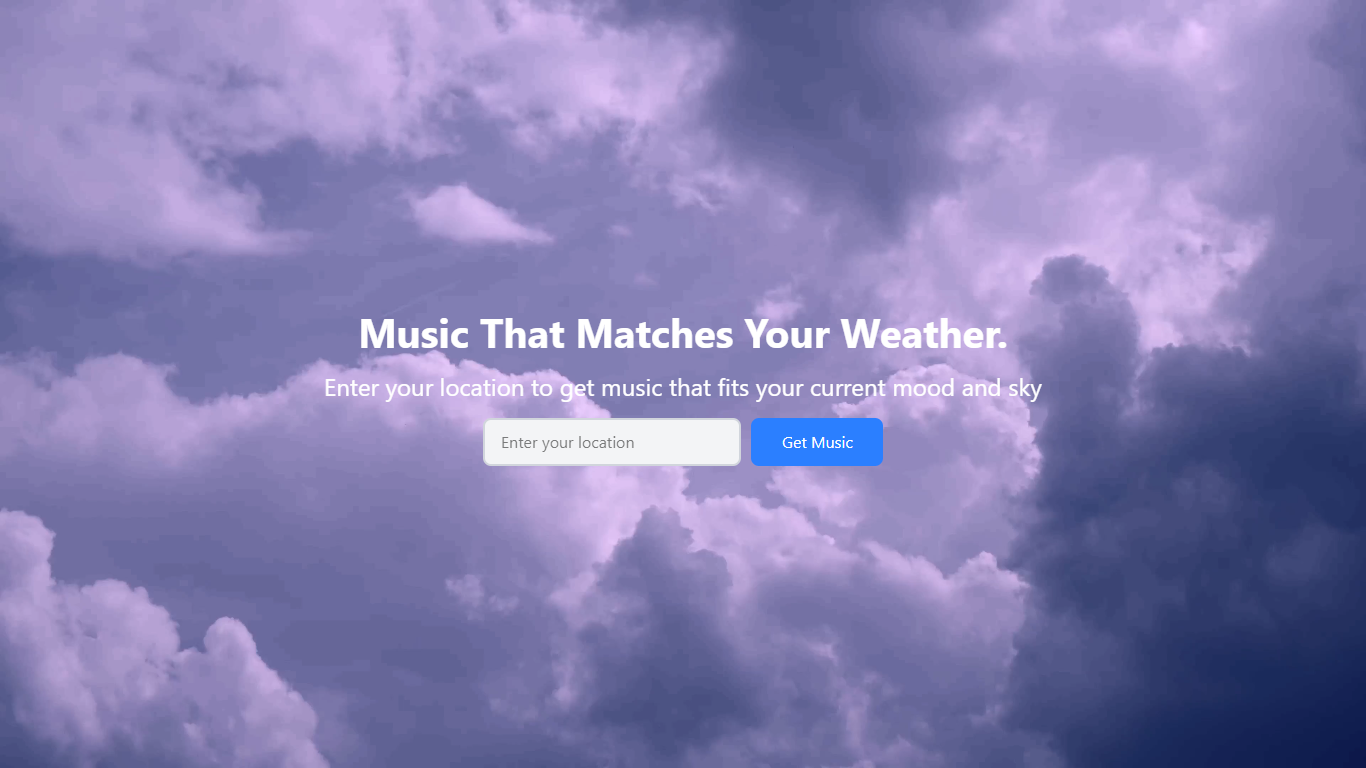 Music That Matches Your Weather.
Enter your location to get music that fits your current mood and sky
Enter your location
Get Music